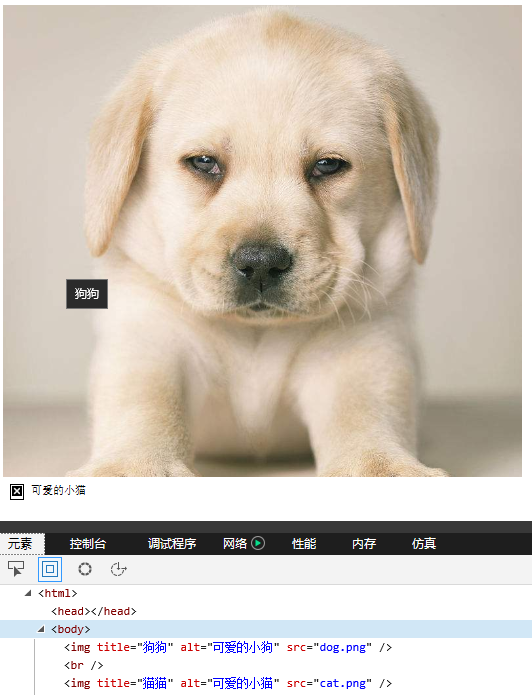 狗狗
可爱的小猫
元素 控制台 调试程序 网络 性能 内存 仿真
<html>
<head></head>
<body>
<img title="狗狗" alt="可爱的小狗" src="dog.png" />
<br />
<img title="猫猫" alt="可爱的小猫" src="cat.png" />